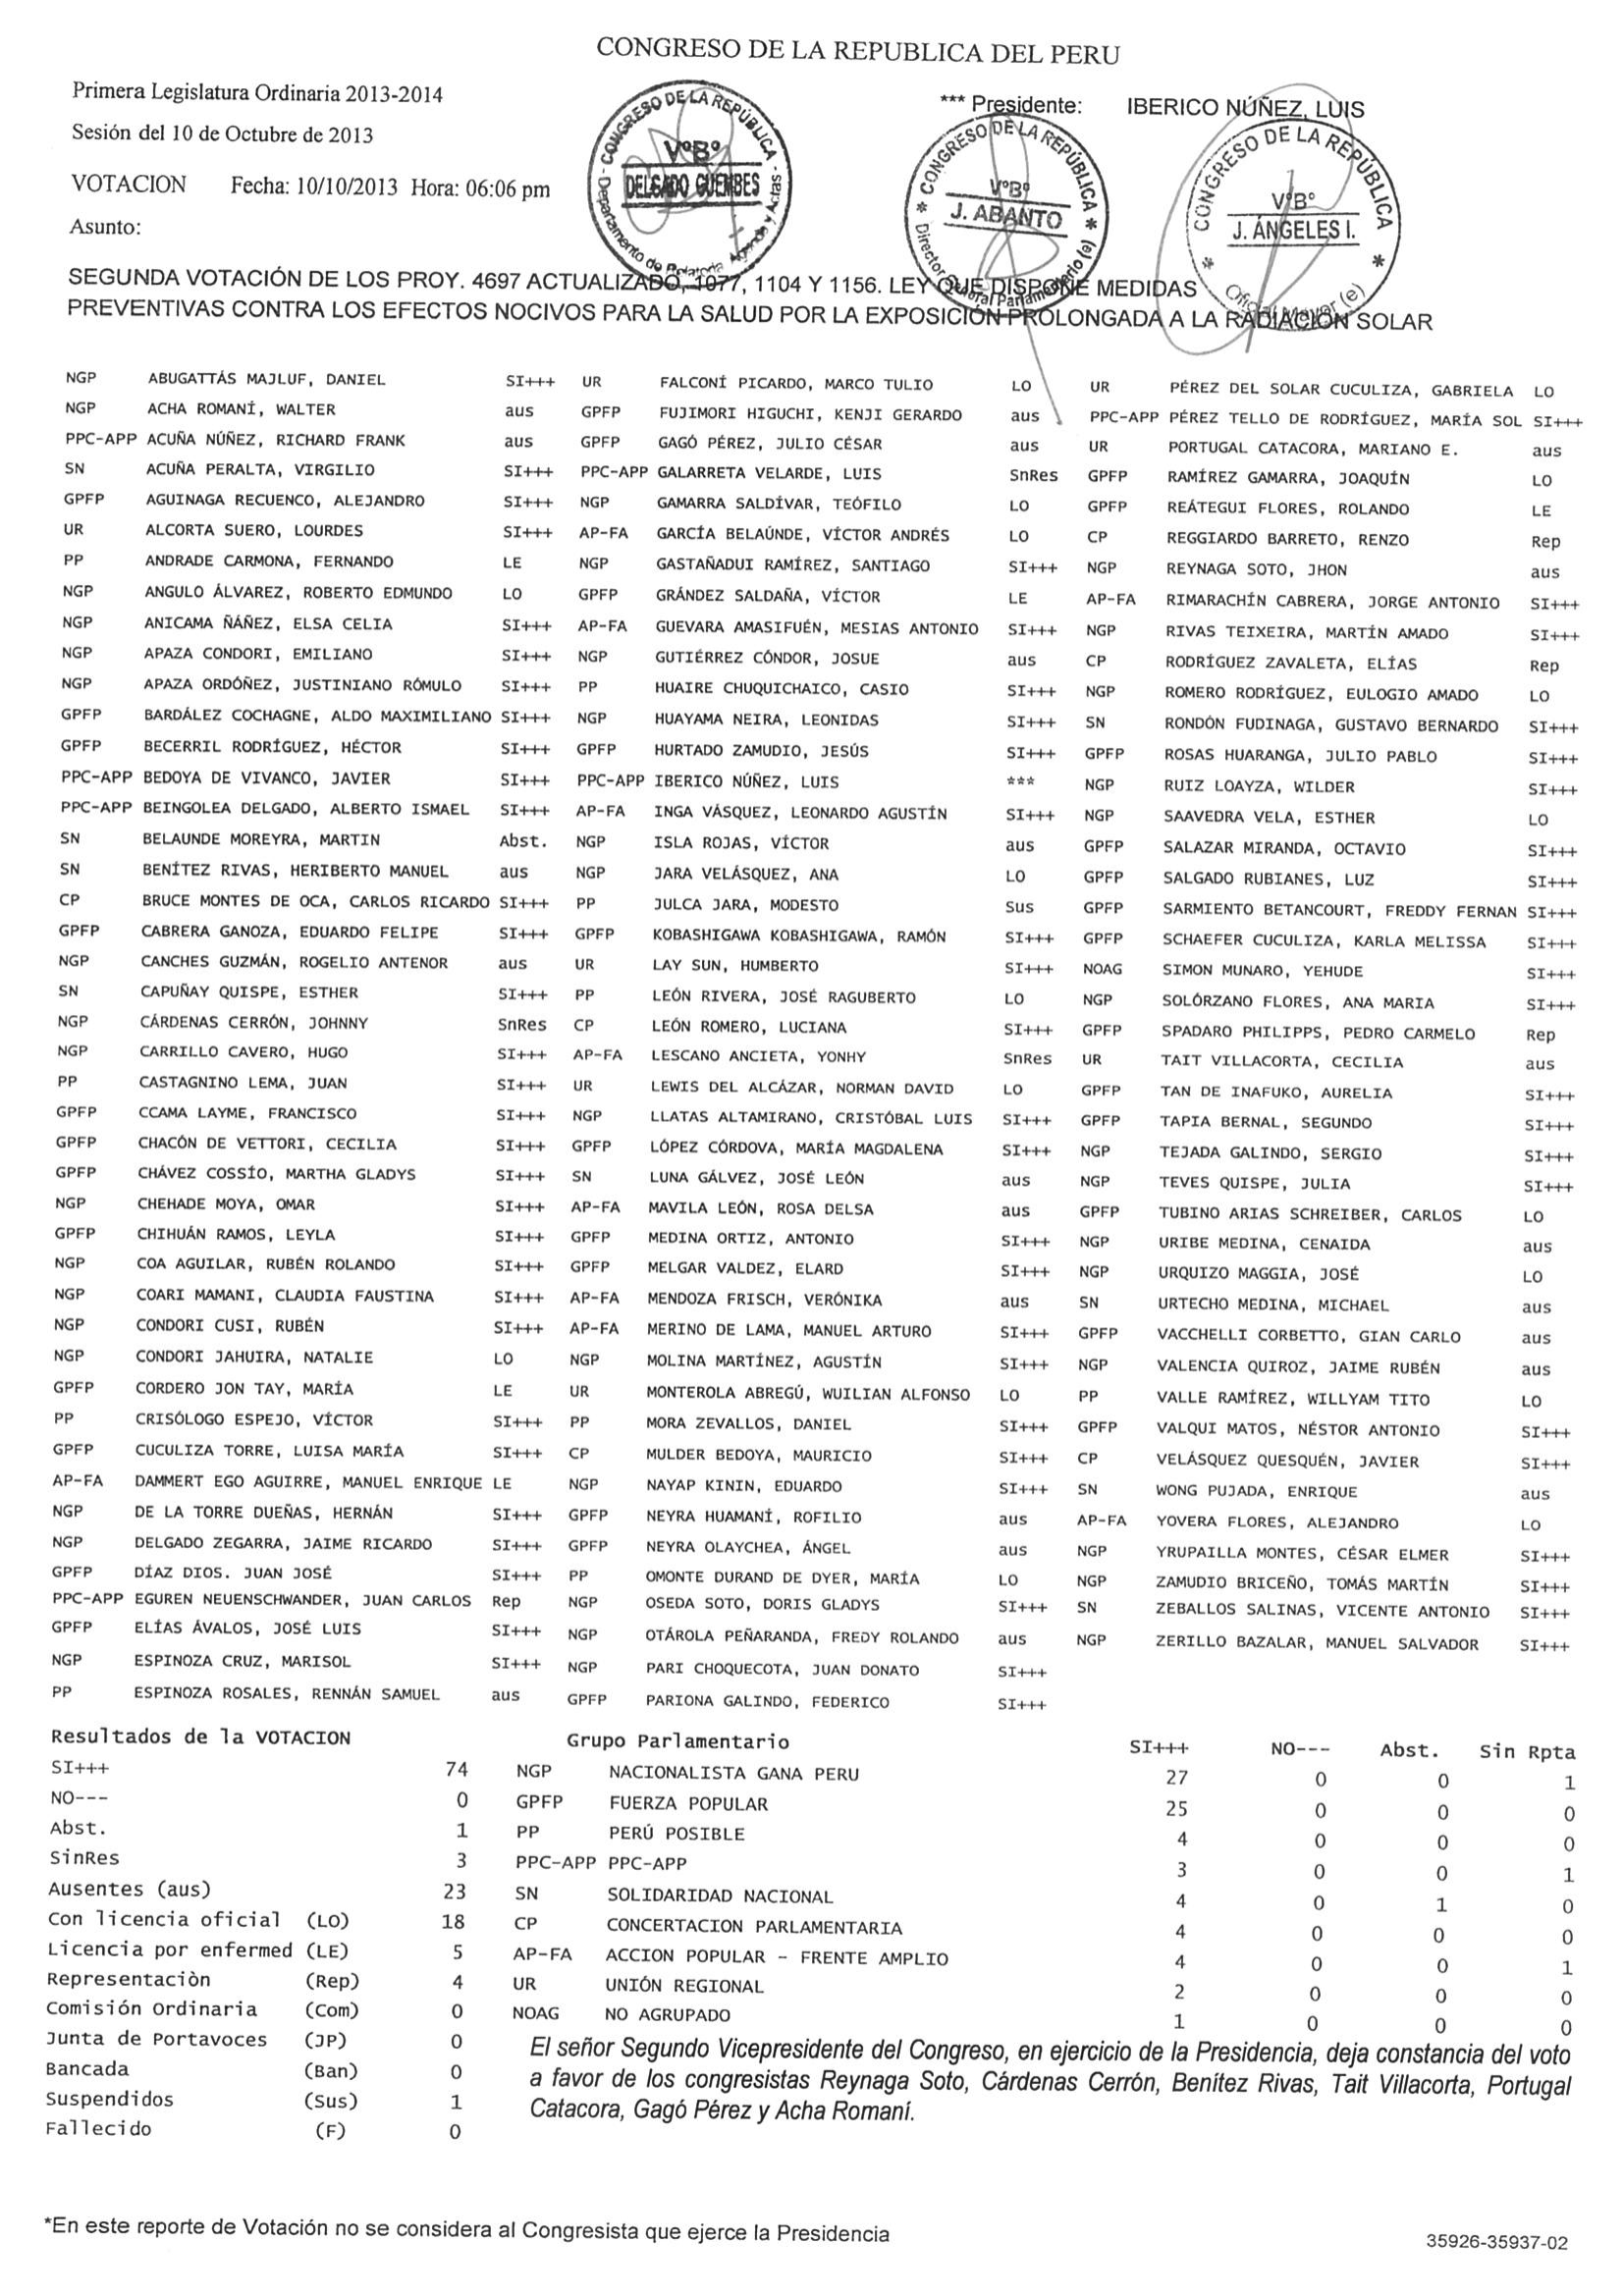 CONGRESO DE LA REPUBLICA DEL PERU
Primera Legislatura Ordinaria 2013-2014
*** Presidente: IBERICO NÚÑEZ, LUIS
Sesión del 10 de Octubre de 2013
VOTACION Fecha: 10/10/2013 Hora: 06:06 pm
Asunto:
CONGRESO DE LA REPÚBLICA - Departamento de Relatoría Agenda y Actas -
VºBº
DELGADO GUEMBES
* CONGRESO DE LA REPÚBLICA * Director General Parlamentario (e)
VºBº
J. ABANTO
* CONGRESO DE LA REPÚBLICA * Oficial Mayor (e)
VºBº
J. ÁNGELES I.
SEGUNDA VOTACIÓN DE LOS PROY. 4697 ACTUALIZADO, 1077, 1104 Y 1156. LEY QUE DISPONE MEDIDAS
PREVENTIVAS CONTRA LOS EFECTOS NOCIVOS PARA LA SALUD POR LA EXPOSICIÓN PROLONGADA A LA RADIACIÓN SOLAR
NGP ABUGATTÁS MAJLUF, DANIEL SI+++ UR FALCONÍ PICARDO, MARCO TULIO LO UR PÉREZ DEL SOLAR CUCULIZA, GABRIELA LO
NGP ACHA ROMANÍ, WALTER aus GPFP FUJIMORI HIGUCHI, KENJI GERARDO aus PPC-APP PÉREZ TELLO DE RODRÍGUEZ, MARÍA SOL SI+++
PPC-APP ACUÑA NÚÑEZ, RICHARD FRANK aus GPFP GAGÓ PÉREZ, JULIO CÉSAR aus UR PORTUGAL CATACORA, MARIANO E. aus
SN ACUÑA PERALTA, VIRGILIO SI+++ PPC-APP GALARRETA VELARDE, LUIS SnRes GPFP RAMÍREZ GAMARRA, JOAQUÍN LO
GPFP AGUINAGA RECUENCO, ALEJANDRO SI+++ NGP GAMARRA SALDÍVAR, TEÓFILO LO GPFP REÁTEGUI FLORES, ROLANDO LE
UR ALCORTA SUERO, LOURDES SI+++ AP-FA GARCÍA BELAÚNDE, VÍCTOR ANDRÉS LO CP REGGIARDO BARRETO, RENZO Rep
PP ANDRADE CARMONA, FERNANDO LE NGP GASTAÑADUI RAMÍREZ, SANTIAGO SI+++ NGP REYNAGA SOTO, JHON aus
NGP ANGULO ÁLVAREZ, ROBERTO EDMUNDO LO GPFP GRÁNDEZ SALDAÑA, VÍCTOR LE AP-FA RIMARACHÍN CABRERA, JORGE ANTONIO SI+++
NGP ANICAMA ÑÁÑEZ, ELSA CELIA SI+++ AP-FA GUEVARA AMASIFUÉN, MESIAS ANTONIO SI+++ NGP RIVAS TEIXEIRA, MARTÍN AMADO SI+++
NGP APAZA CONDORI, EMILIANO SI+++ NGP GUTIÉRREZ CÓNDOR, JOSUE aus CP RODRÍGUEZ ZAVALETA, ELÍAS Rep
NGP APAZA ORDÓÑEZ, JUSTINIANO RÓMULO SI+++ PP HUAIRE CHUQUICHAICO, CASIO SI+++ NGP ROMERO RODRÍGUEZ, EULOGIO AMADO LO
GPFP BARDÁLEZ COCHAGNE, ALDO MAXIMILIANO SI+++ NGP HUAYAMA NEIRA, LEONIDAS SI+++ SN RONDÓN FUDINAGA, GUSTAVO BERNARDO SI+++
GPFP BECERRIL RODRÍGUEZ, HÉCTOR SI+++ GPFP HURTADO ZAMUDIO, JESÚS SI+++ GPFP ROSAS HUARANGA, JULIO PABLO SI+++
PPC-APP BEDOYA DE VIVANCO, JAVIER SI+++ PPC-APP IBERICO NÚÑEZ, LUIS *** NGP RUIZ LOAYZA, WILDER SI+++
PPC-APP BEINGOLEA DELGADO, ALBERTO ISMAEL SI+++ AP-FA INGA VÁSQUEZ, LEONARDO AGUSTÍN SI+++ NGP SAAVEDRA VELA, ESTHER LO
SN BELAUNDE MOREYRA, MARTIN Abst. NGP ISLA ROJAS, VÍCTOR aus GPFP SALAZAR MIRANDA, OCTAVIO SI+++
SN BENÍTEZ RIVAS, HERIBERTO MANUEL aus NGP JARA VELÁSQUEZ, ANA LO GPFP SALGADO RUBIANES, LUZ SI+++
CP BRUCE MONTES DE OCA, CARLOS RICARDO SI+++ PP JULCA JARA, MODESTO Sus GPFP SARMIENTO BETANCOURT, FREDDY FERNAN SI+++
GPFP CABRERA GANOZA, EDUARDO FELIPE SI+++ GPFP KOBASHIGAWA KOBASHIGAWA, RAMÓN SI+++ GPFP SCHAEFER CUCULIZA, KARLA MELISSA SI+++
NGP CANCHES GUZMÁN, ROGELIO ANTENOR aus UR LAY SUN, HUMBERTO SI+++ NOAG SIMON MUNARO, YEHUDE SI+++
SN CAPUÑAY QUISPE, ESTHER SI+++ PP LEÓN RIVERA, JOSÉ RAGUBERTO LO NGP SOLÓRZANO FLORES, ANA MARIA SI+++
NGP CÁRDENAS CERRÓN, JOHNNY SnRes CP LEÓN ROMERO, LUCIANA SI+++ GPFP SPADARO PHILIPPS, PEDRO CARMELO Rep
NGP CARRILLO CAVERO, HUGO SI+++ AP-FA LESCANO ANCIETA, YONHY SnRes UR TAIT VILLACORTA, CECILIA aus
PP CASTAGNINO LEMA, JUAN SI+++ UR LEWIS DEL ALCÁZAR, NORMAN DAVID LO GPFP TAN DE INAFUKO, AURELIA SI+++
GPFP CCAMA LAYME, FRANCISCO SI+++ NGP LLATAS ALTAMIRANO, CRISTÓBAL LUIS SI+++ GPFP TAPIA BERNAL, SEGUNDO SI+++
GPFP CHACÓN DE VETTORI, CECILIA SI+++ GPFP LÓPEZ CÓRDOVA, MARÍA MAGDALENA SI+++ NGP TEJADA GALINDO, SERGIO SI+++
GPFP CHÁVEZ COSSÍO, MARTHA GLADYS SI+++ SN LUNA GÁLVEZ, JOSÉ LEÓN aus NGP TEVES QUISPE, JULIA SI+++
NGP CHEHADE MOYA, OMAR SI+++ AP-FA MAVILA LEÓN, ROSA DELSA aus GPFP TUBINO ARIAS SCHREIBER, CARLOS LO
GPFP CHIHUÁN RAMOS, LEYLA SI+++ GPFP MEDINA ORTIZ, ANTONIO SI+++ NGP URIBE MEDINA, CENAIDA aus
NGP COA AGUILAR, RUBÉN ROLANDO SI+++ GPFP MELGAR VALDEZ, ELARD SI+++ NGP URQUIZO MAGGIA, JOSÉ LO
NGP COARI MAMANI, CLAUDIA FAUSTINA SI+++ AP-FA MENDOZA FRISCH, VERÓNIKA aus SN URTECHO MEDINA, MICHAEL aus
NGP CONDORI CUSI, RUBÉN SI+++ AP-FA MERINO DE LAMA, MANUEL ARTURO SI+++ GPFP VACCHELLI CORBETTO, GIAN CARLO aus
NGP CONDORI JAHUIRA, NATALIE LO NGP MOLINA MARTÍNEZ, AGUSTÍN SI+++ NGP VALENCIA QUIROZ, JAIME RUBÉN aus
GPFP CORDERO JON TAY, MARÍA LE UR MONTEROLA ABREGÚ, WUILIAN ALFONSO LO PP VALLE RAMÍREZ, WILLYAM TITO LO
PP CRISÓLOGO ESPEJO, VÍCTOR SI+++ PP MORA ZEVALLOS, DANIEL SI+++ GPFP VALQUI MATOS, NÉSTOR ANTONIO SI+++
GPFP CUCULIZA TORRE, LUISA MARÍA SI+++ CP MULDER BEDOYA, MAURICIO SI+++ CP VELÁSQUEZ QUESQUÉN, JAVIER SI+++
AP-FA DAMMERT EGO AGUIRRE, MANUEL ENRIQUE LE NGP NAYAP KININ, EDUARDO SI+++ SN WONG PUJADA, ENRIQUE aus
NGP DE LA TORRE DUEÑAS, HERNÁN SI+++ GPFP NEYRA HUAMANÍ, ROFILIO aus AP-FA YOVERA FLORES, ALEJANDRO LO
NGP DELGADO ZEGARRA, JAIME RICARDO SI+++ GPFP NEYRA OLAYCHEA, ÁNGEL aus NGP YRUPAILLA MONTES, CÉSAR ELMER SI+++
GPFP DÍAZ DIOS. JUAN JOSÉ SI+++ PP OMONTE DURAND DE DYER, MARÍA LO NGP ZAMUDIO BRICEÑO, TOMÁS MARTÍN SI+++
PPC-APP EGUREN NEUENSCHWANDER, JUAN CARLOS Rep NGP OSEDA SOTO, DORIS GLADYS SI+++ SN ZEBALLOS SALINAS, VICENTE ANTONIO SI+++
GPFP ELÍAS ÁVALOS, JOSÉ LUIS SI+++ NGP OTÁROLA PEÑARANDA, FREDY ROLANDO aus NGP ZERILLO BAZALAR, MANUEL SALVADOR SI+++
NGP ESPINOZA CRUZ, MARISOL SI+++ NGP PARI CHOQUECOTA, JUAN DONATO SI+++
PP ESPINOZA ROSALES, RENNÁN SAMUEL aus GPFP PARIONA GALINDO, FEDERICO SI+++
Resultados de la VOTACION
SI+++ 74
NO--- 0
Abst. 1
SinRes 3
Ausentes (aus) 23
Con licencia oficial (LO) 18
Licencia por enfermed (LE) 5
Representaciòn (Rep) 4
Comisión Ordinaria (Com) 0
Junta de Portavoces (JP) 0
Bancada (Ban) 0
Suspendidos (Sus) 1
Fallecido (F) 0
Grupo Parlamentario SI+++ NO--- Abst. Sin Rpta
NGP NACIONALISTA GANA PERU 27 0 0 1
GPFP FUERZA POPULAR 25 0 0 0
PP PERÚ POSIBLE 4 0 0 0
PPC-APP PPC-APP 3 0 0 1
SN SOLIDARIDAD NACIONAL 4 0 1 0
CP CONCERTACION PARLAMENTARIA 4 0 0 0
AP-FA ACCION POPULAR - FRENTE AMPLIO 4 0 0 1
UR UNIÓN REGIONAL 2 0 0 0
NOAG NO AGRUPADO 1 0 0 0
El señor Segundo Vicepresidente del Congreso, en ejercicio de la Presidencia, deja constancia del voto
a favor de los congresistas Reynaga Soto, Cárdenas Cerrón, Benítez Rivas, Tait Villacorta, Portugal
Catacora, Gagó Pérez y Acha Romaní.
*En este reporte de Votación no se considera al Congresista que ejerce la Presidencia
35926-35937-02